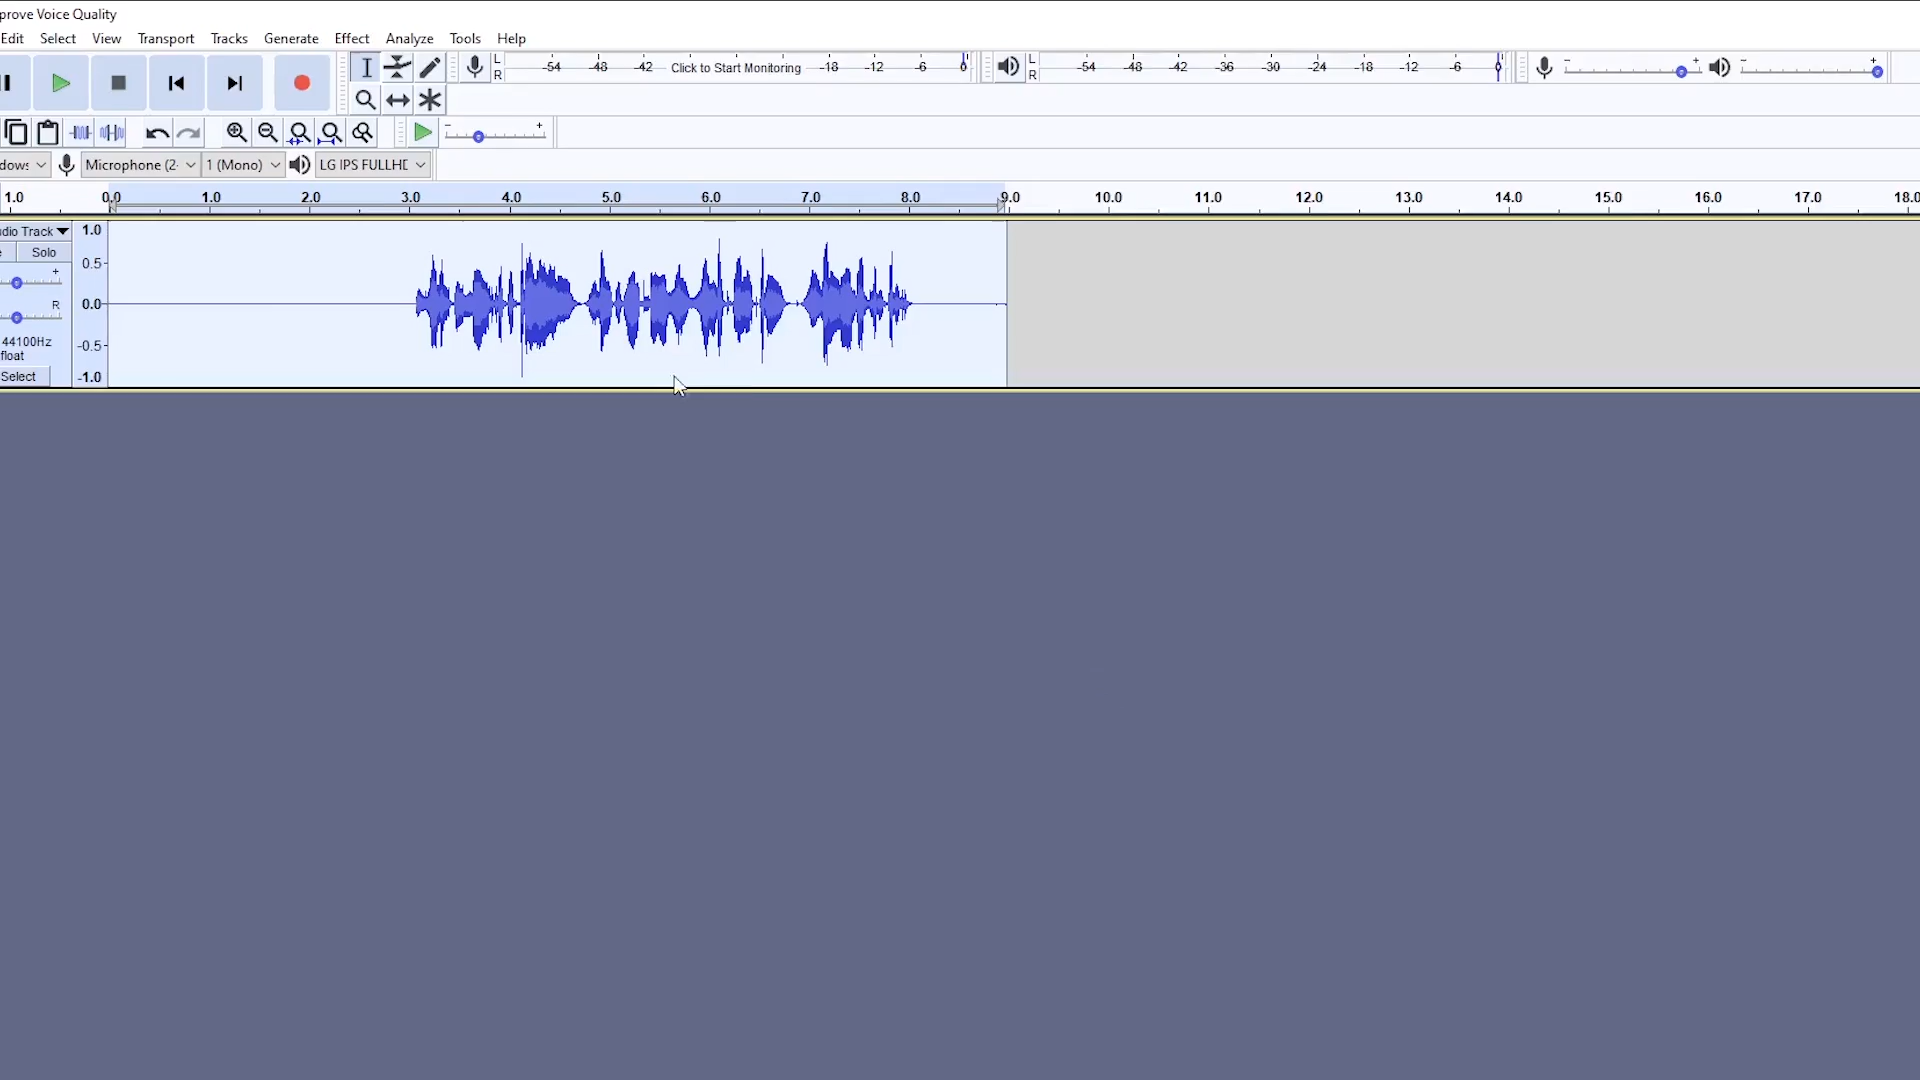 prove Voice Quality
Edit Select View Transport Tracks Generate Effect Analyze Tools Help
L R -54 -48 -42 Click to Start Monitoring -18 -12 -6 0 L R -54 -48 -42 -36 -30 -24 -18 -12 -6 0 - + - +
- +
dows Microphone (2- 1 (Mono) LG IPS FULLHD
1.0 0.0 1.0 2.0 3.0 4.0 5.0 6.0 7.0 8.0 9.0 10.0 11.0 12.0 13.0 14.0 15.0 16.0 17.0 18.0
dio Track 1.0
e Solo
+ 0.5
R 0.0
44100Hz -0.5
float
Select -1.0